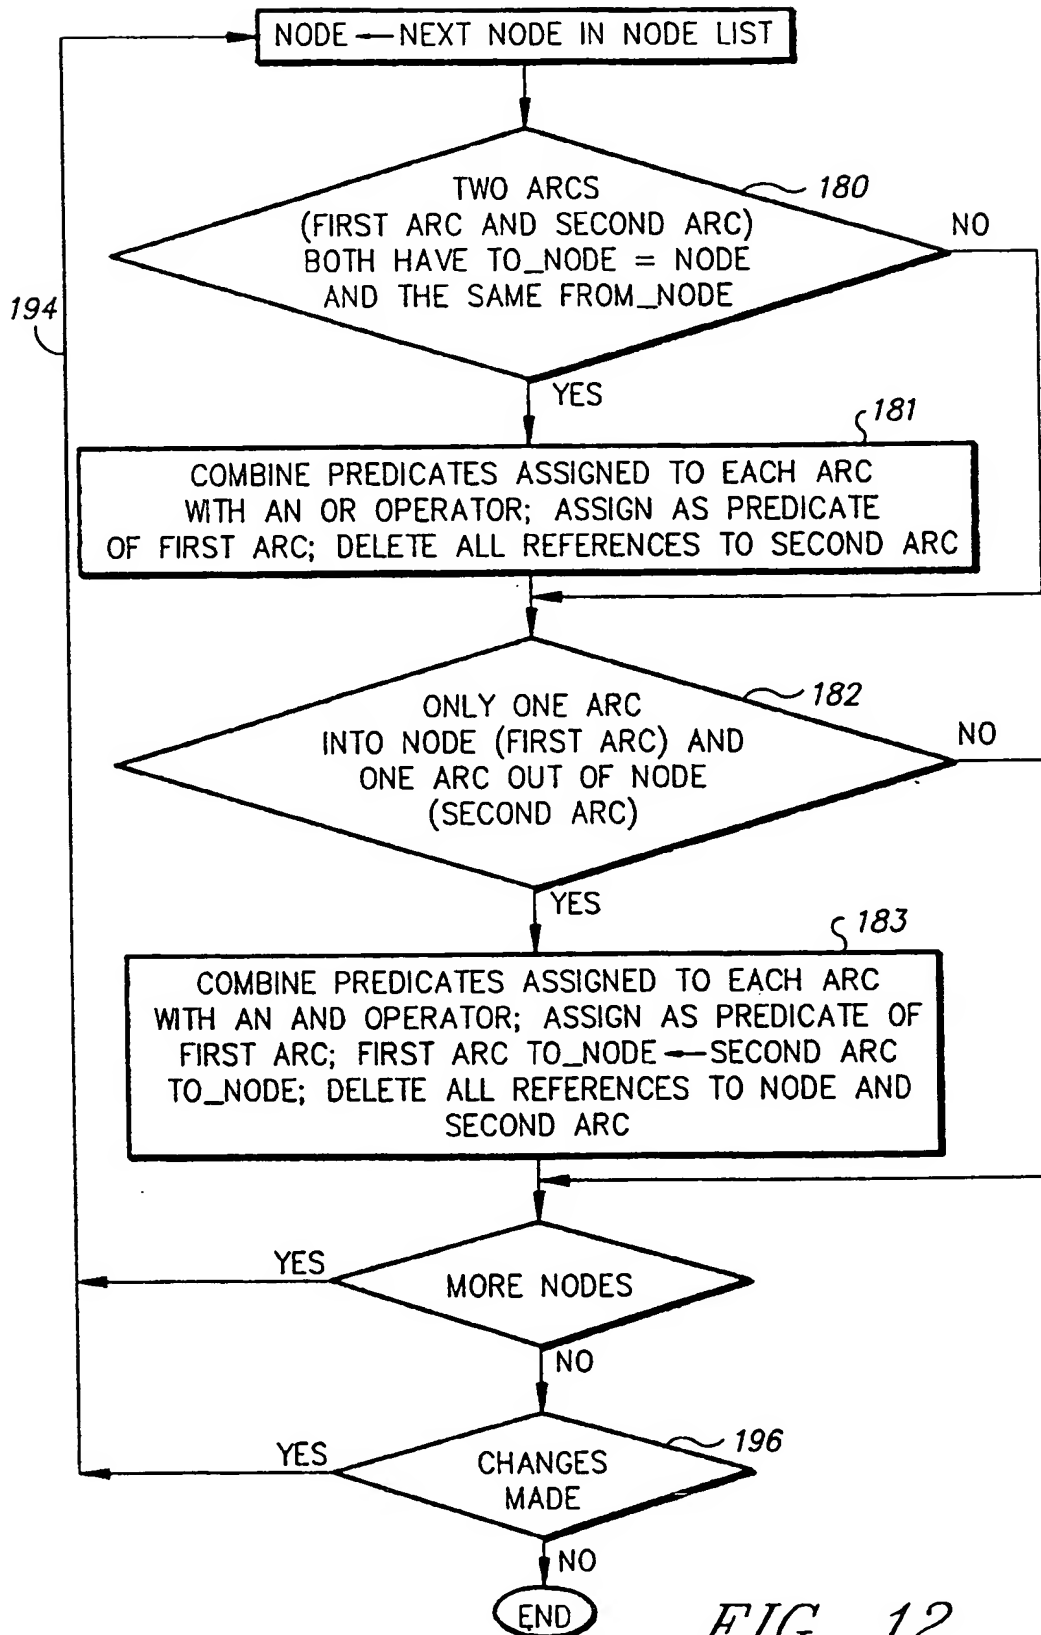 NODE ← NEXT NODE IN NODE LIST
TWO ARCS
(FIRST ARC AND SECOND ARC)
BOTH HAVE TO_NODE = NODE
AND THE SAME FROM_NODE
180
NO
194
YES
181
COMBINE PREDICATES ASSIGNED TO EACH ARC
WITH AN OR OPERATOR; ASSIGN AS PREDICATE
OF FIRST ARC; DELETE ALL REFERENCES TO SECOND ARC
182
ONLY ONE ARC
INTO NODE (FIRST ARC) AND
ONE ARC OUT OF NODE
(SECOND ARC)
NO
YES
183
COMBINE PREDICATES ASSIGNED TO EACH ARC
WITH AN AND OPERATOR; ASSIGN AS PREDICATE OF
FIRST ARC; FIRST ARC TO_NODE ← SECOND ARC
TO_NODE; DELETE ALL REFERENCES TO NODE AND
SECOND ARC
YES
MORE NODES
NO
196
YES
CHANGES
MADE
NO
END
FIG. 12